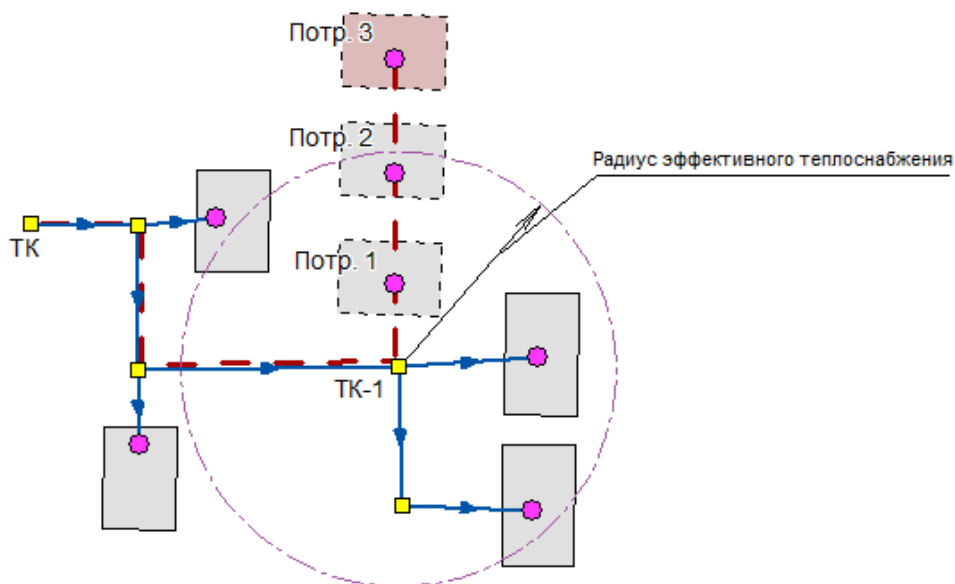 Потр. 3
Потр. 2
Радиус эффективного теплоснабжения
ТК
Потр. 1
ТК-1